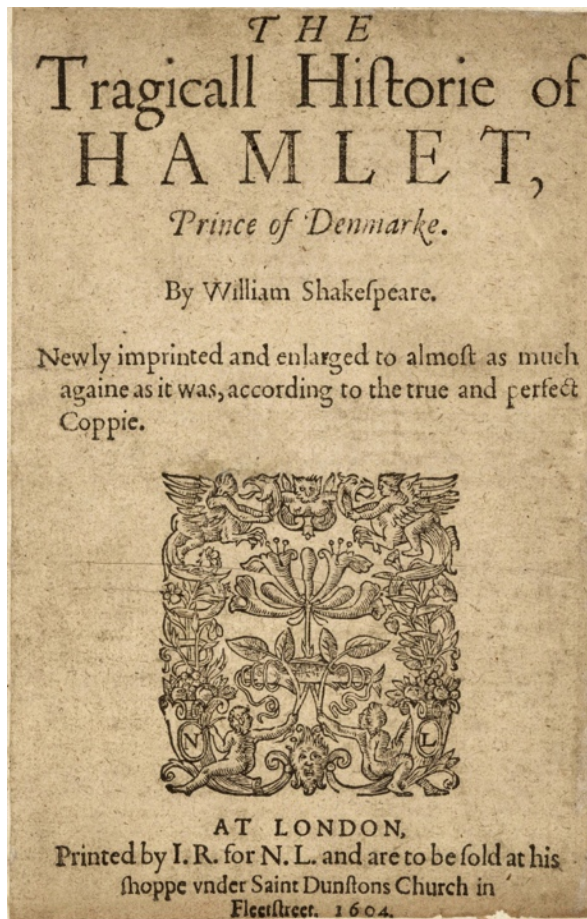 THE
Tragicall Hiſtorie of
HAMLET,
Prince of Denmarke.
By William Shakeſpeare.
Newly imprinted and enlarged to almoſt as much
againe as it was, according to the true and perfect
Coppie.
N L
AT LONDON,
Printed by I. R. for N. L. and are to be ſold at his
ſhoppe vnder Saint Dunſtons Church in
Fleetſtreet. 1604.